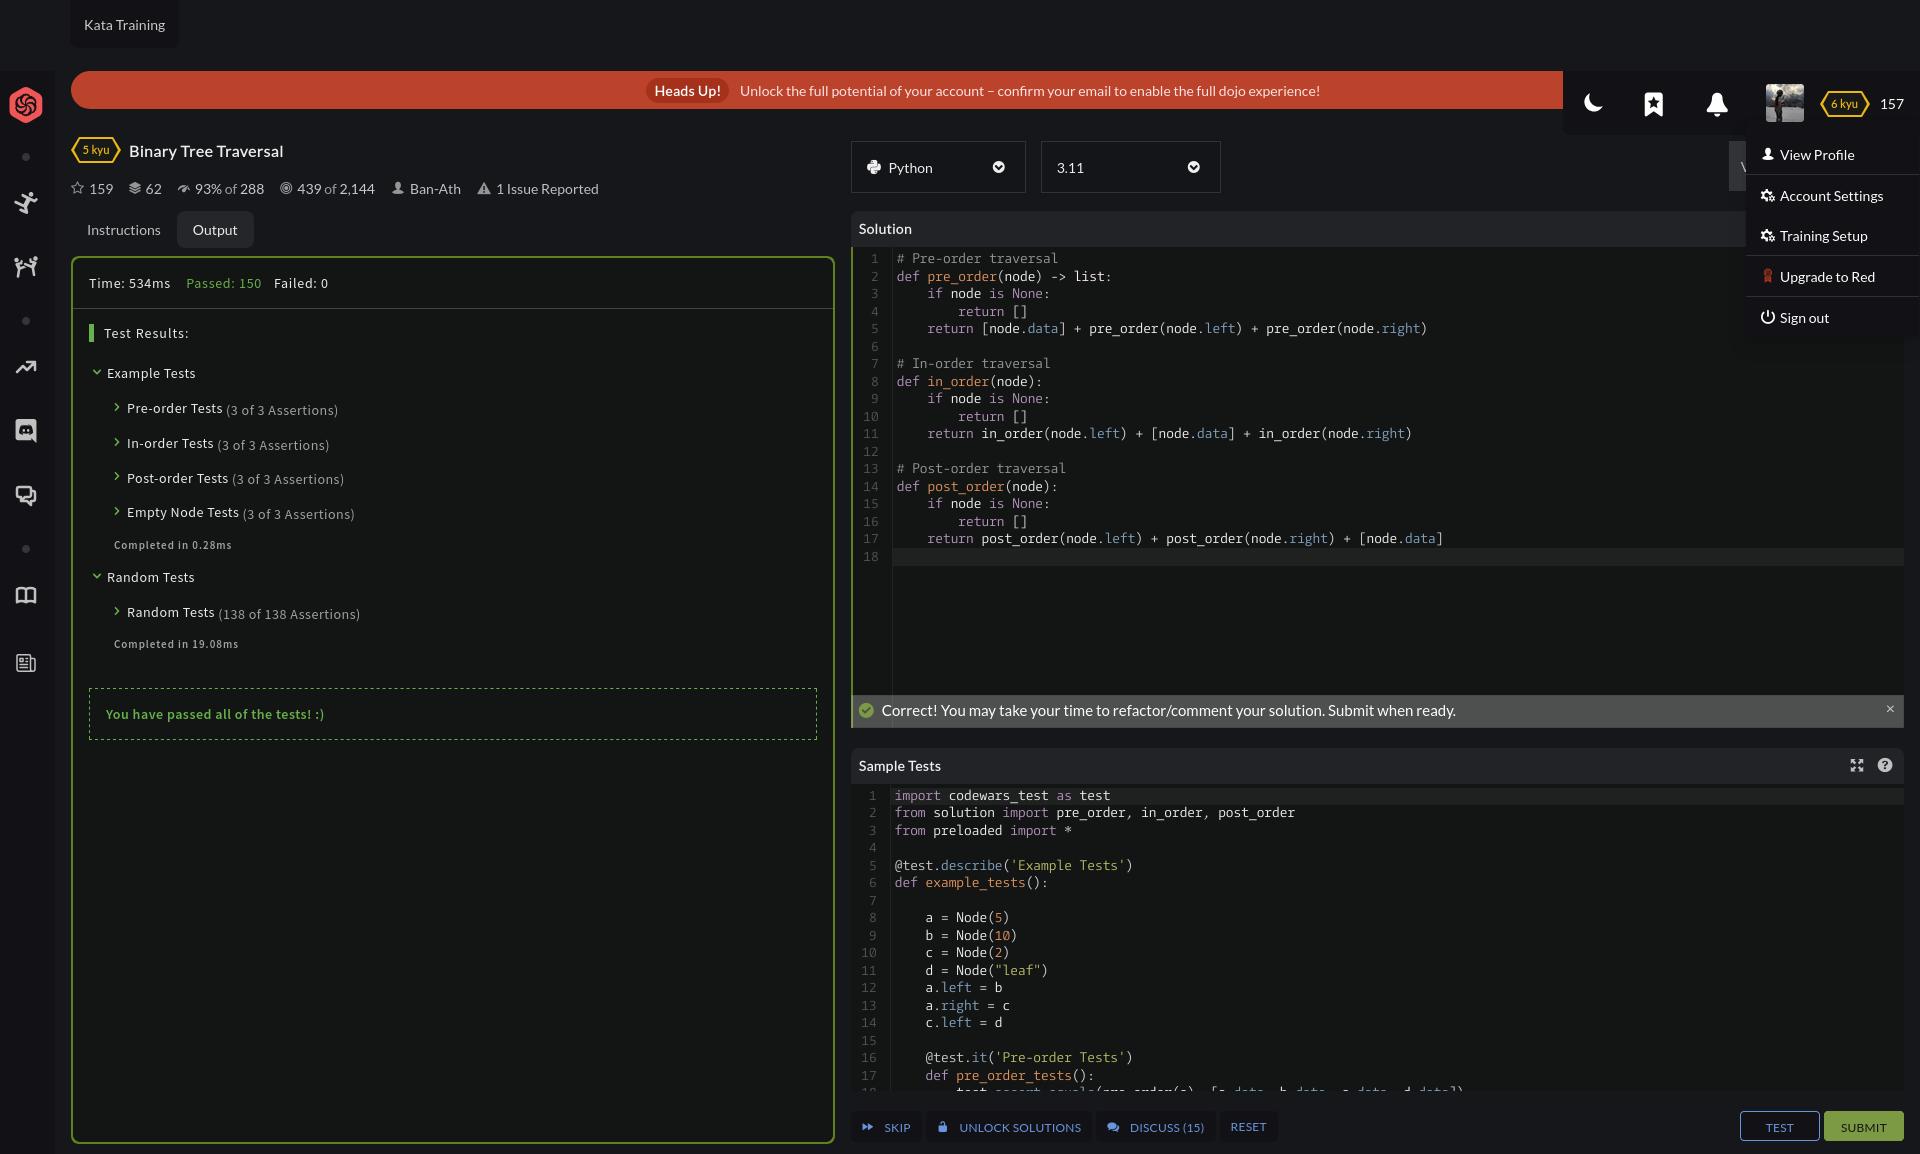 Kata Training
Heads Up! Unlock the full potential of your account – confirm your email to enable the full dojo experience!
6 kyu 157
5 kyu Binary Tree Traversal
159 62 93% of 288 439 of 2,144 Ban-Ath 1 Issue Reported
Instructions Output
Time: 534ms Passed: 150 Failed: 0
Test Results:
Example Tests
Pre-order Tests (3 of 3 Assertions)
In-order Tests (3 of 3 Assertions)
Post-order Tests (3 of 3 Assertions)
Empty Node Tests (3 of 3 Assertions)
Completed in 0.28ms
Random Tests
Random Tests (138 of 138 Assertions)
Completed in 19.08ms
You have passed all of the tests! :)
Python 3.11
View Profile
Account Settings
Training Setup
Upgrade to Red
Sign out
Solution
1 # Pre-order traversal
2 def pre_order(node) -> list:
3     if node is None:
4         return []
5     return [node.data] + pre_order(node.left) + pre_order(node.right)
6
7 # In-order traversal
8 def in_order(node):
9     if node is None:
10         return []
11     return in_order(node.left) + [node.data] + in_order(node.right)
12
13 # Post-order traversal
14 def post_order(node):
15     if node is None:
16         return []
17     return post_order(node.left) + post_order(node.right) + [node.data]
18
Correct! You may take your time to refactor/comment your solution. Submit when ready.
Sample Tests
1 import codewars_test as test
2 from solution import pre_order, in_order, post_order
3 from preloaded import *
4
5 @test.describe('Example Tests')
6 def example_tests():
7
8     a = Node(5)
9     b = Node(10)
10     c = Node(2)
11     d = Node("leaf")
12     a.left = b
13     a.right = c
14     c.left = d
15
16     @test.it('Pre-order Tests')
17     def pre_order_tests():
SKIP UNLOCK SOLUTIONS DISCUSS (15) RESET TEST SUBMIT